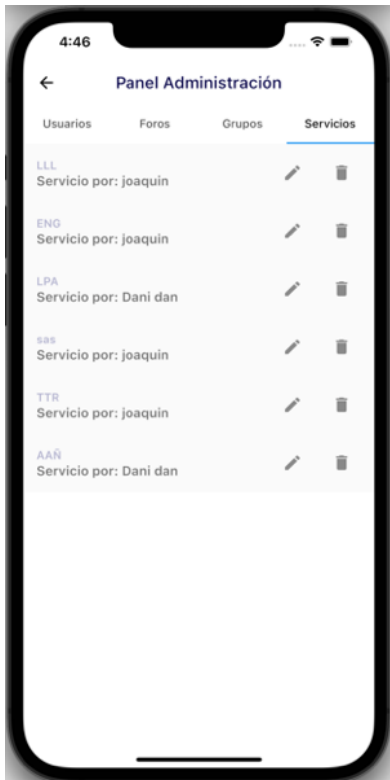 4:46
Panel Administración
Usuarios Foros Grupos Servicios
LLL
Servicio por: joaquin
ENG
Servicio por: joaquin
LPA
Servicio por: Dani dan
sas
Servicio por: joaquin
TTR
Servicio por: joaquin
AAÑ
Servicio por: Dani dan